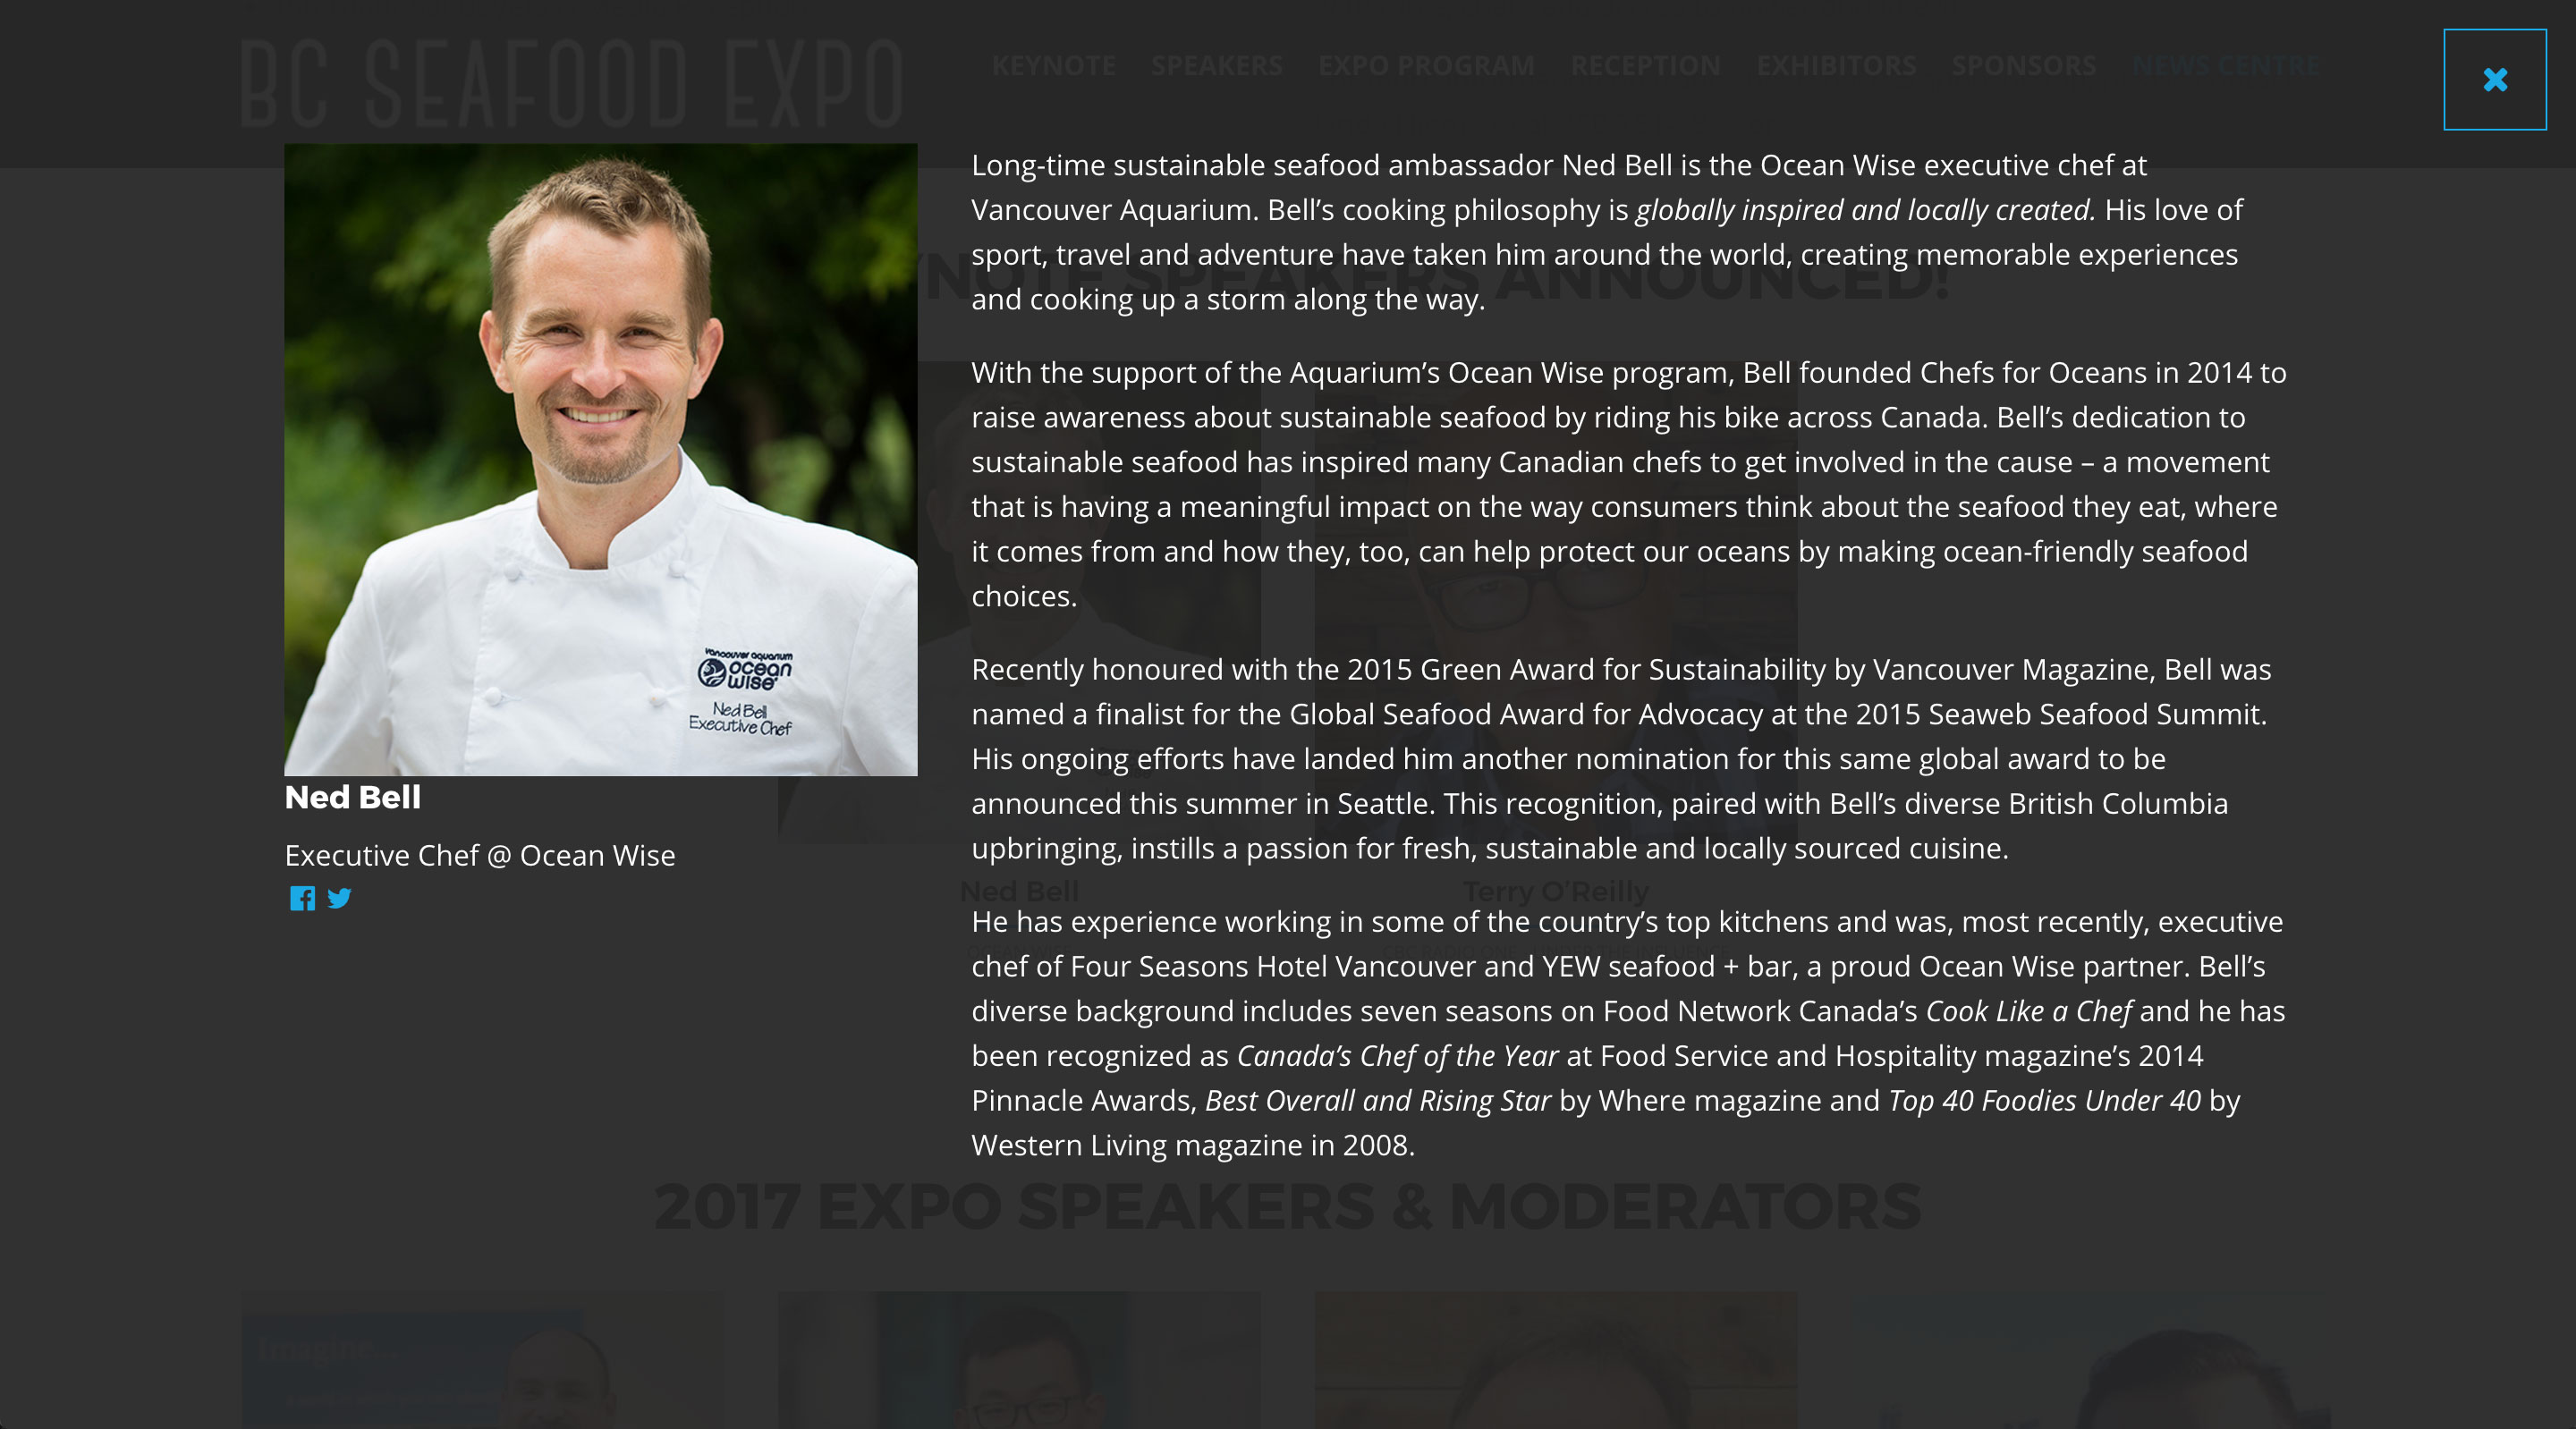 BC SEAFOOD EXPO
KEYNOTE SPEAKERS EXPO PROGRAM RECEPTION EXHIBITORS SPONSORS NEWS CENTRE
YNOTE SPEAKERS ANNOUNCED!
vancouver aquarium
ocean
wise
Ned Bell
Executive Chef
Ned Bell
Executive Chef @ Ocean Wise
Long-time sustainable seafood ambassador Ned Bell is the Ocean Wise executive chef at
Vancouver Aquarium. Bell’s cooking philosophy is globally inspired and locally created. His love of
sport, travel and adventure have taken him around the world, creating memorable experiences
and cooking up a storm along the way.
With the support of the Aquarium’s Ocean Wise program, Bell founded Chefs for Oceans in 2014 to
raise awareness about sustainable seafood by riding his bike across Canada. Bell’s dedication to
sustainable seafood has inspired many Canadian chefs to get involved in the cause – a movement
that is having a meaningful impact on the way consumers think about the seafood they eat, where
it comes from and how they, too, can help protect our oceans by making ocean-friendly seafood
choices.
Recently honoured with the 2015 Green Award for Sustainability by Vancouver Magazine, Bell was
named a finalist for the Global Seafood Award for Advocacy at the 2015 Seaweb Seafood Summit.
His ongoing efforts have landed him another nomination for this same global award to be
announced this summer in Seattle. This recognition, paired with Bell’s diverse British Columbia
upbringing, instills a passion for fresh, sustainable and locally sourced cuisine.
He has experience working in some of the country’s top kitchens and was, most recently, executive
chef of Four Seasons Hotel Vancouver and YEW seafood + bar, a proud Ocean Wise partner. Bell’s
diverse background includes seven seasons on Food Network Canada’s Cook Like a Chef and he has
been recognized as Canada’s Chef of the Year at Food Service and Hospitality magazine’s 2014
Pinnacle Awards, Best Overall and Rising Star by Where magazine and Top 40 Foodies Under 40 by
Western Living magazine in 2008.
Ned Bell
Terry O’Reilly
2017 EXPO SPEAKERS & MODERATORS
Imagine...